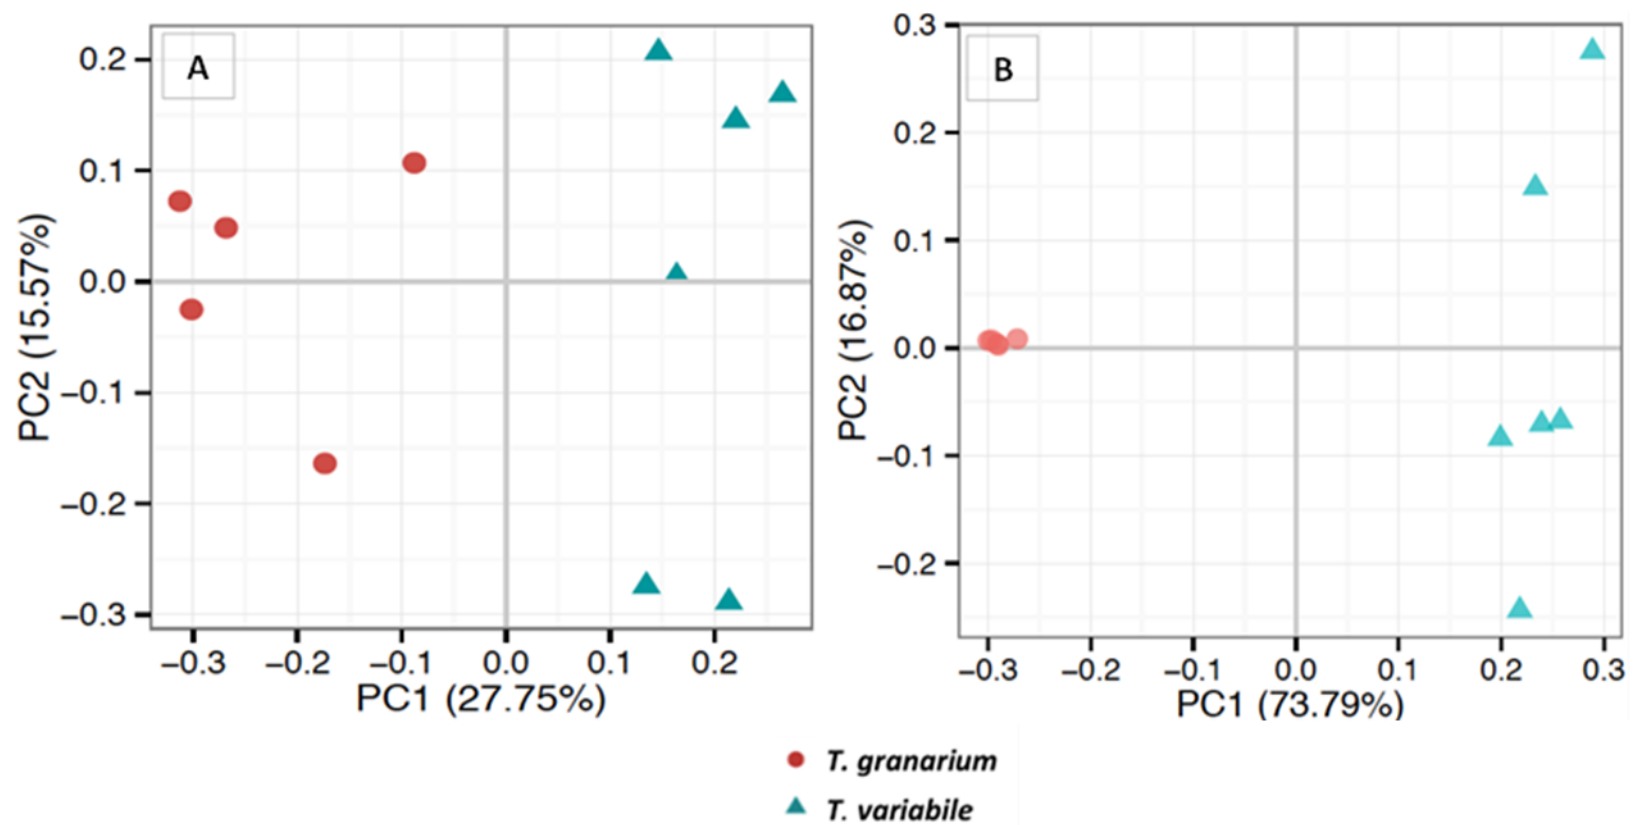 A
0.2
0.1
0.0
−0.1
−0.2
−0.3
PC2 (15.57%)
−0.3 −0.2 −0.1 0.0 0.1 0.2
PC1 (27.75%)
B
0.3
0.2
0.1
0.0
−0.1
−0.2
PC2 (16.87%)
−0.3 −0.2 −0.1 0.0 0.1 0.2 0.3
PC1 (73.79%)
T. granarium
T. variabile